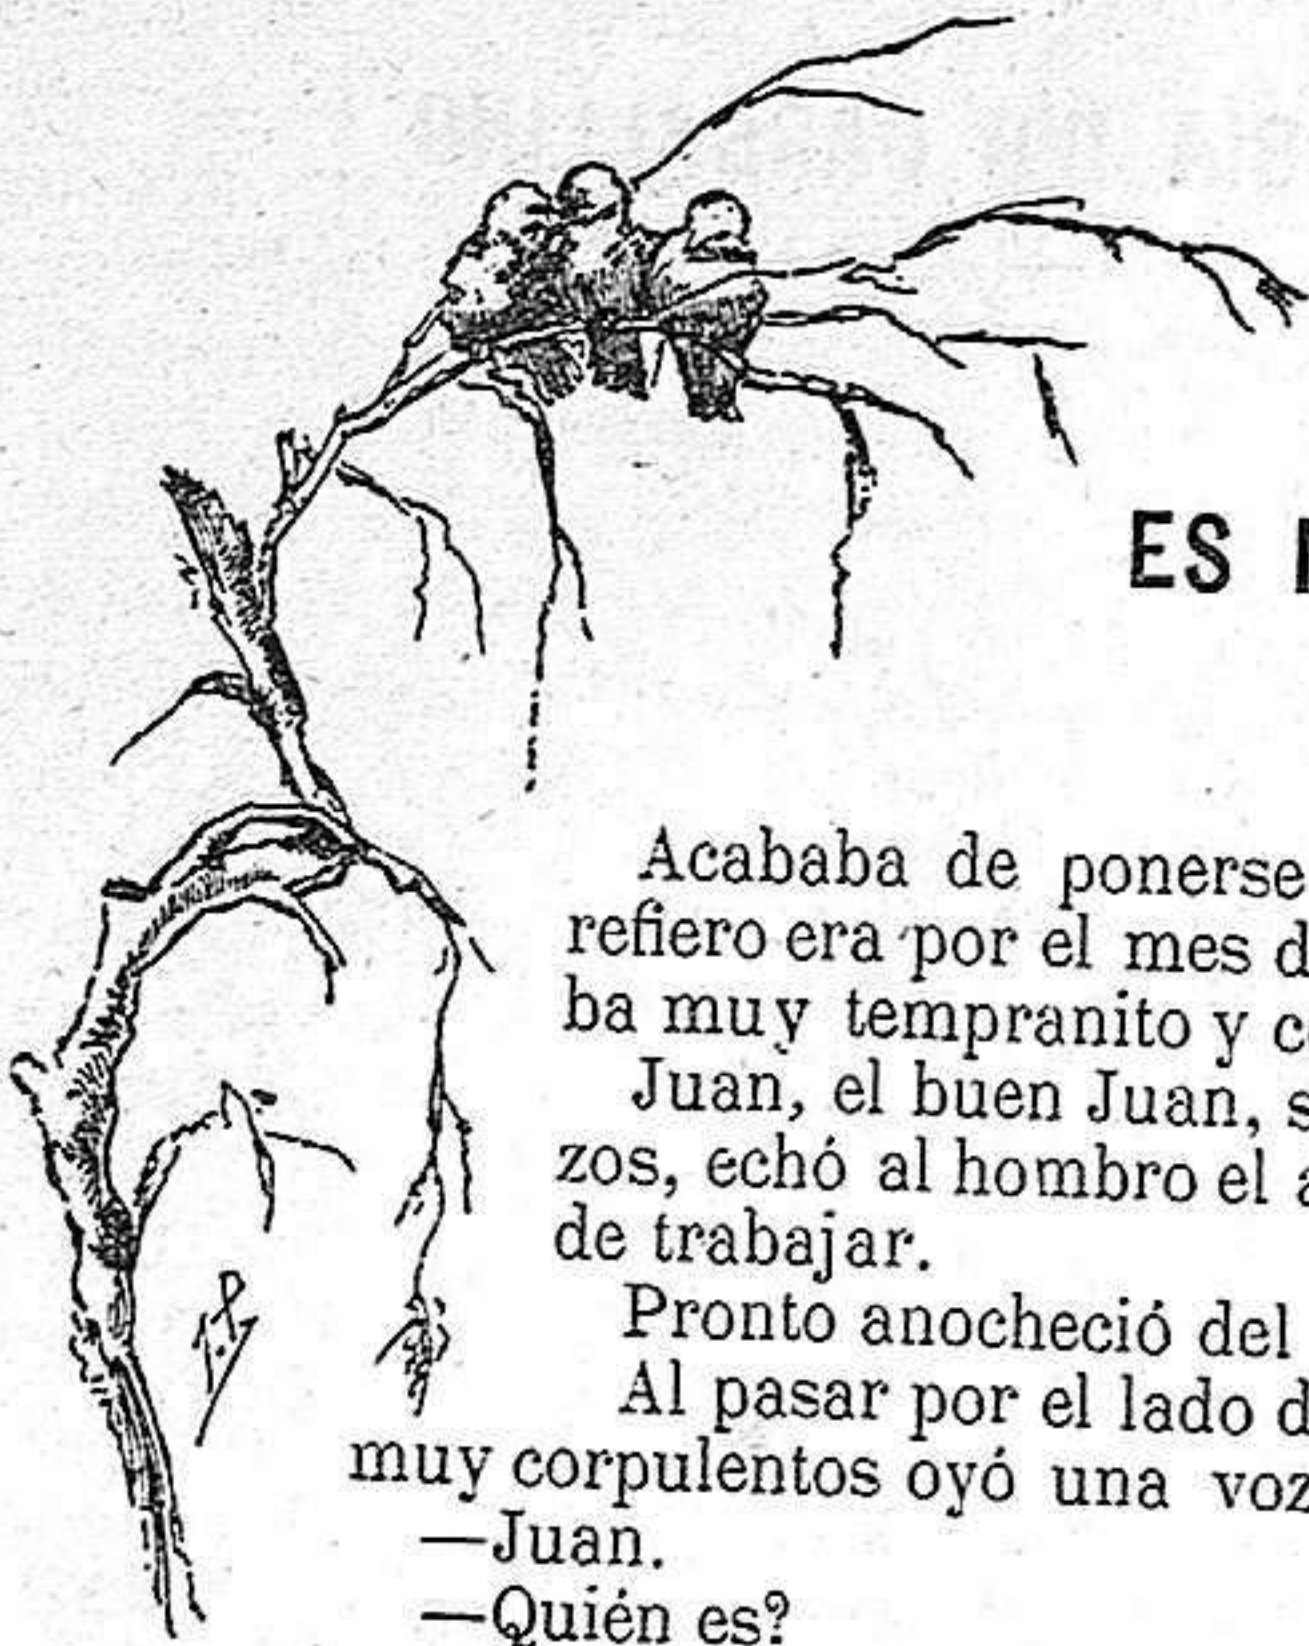 ES
Acababa de ponerse
refiero era por el mes d
ba muy tempranito y c
Juan, el buen Juan, s
zos, echó al hombro el a
de trabajar.
Pronto anocheció del
Al pasar por el lado d
muy corpulentos oyó una voz
—Juan.
—Quién es?